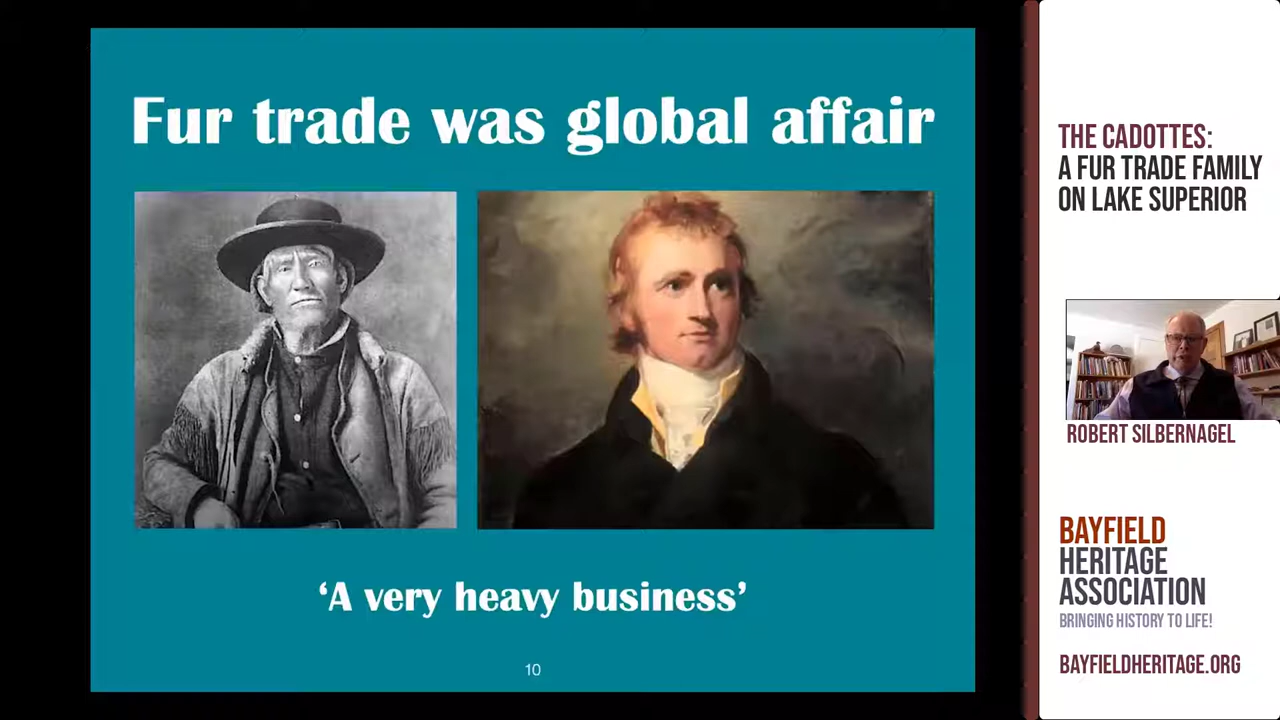 Fur trade was global affair
‘A very heavy business’
10
THE CADOTTES:
A FUR TRADE FAMILY
ON LAKE SUPERIOR
ROBERT SILBERNAGEL
BAYFIELD
HERITAGE
ASSOCIATION
BRINGING HISTORY TO LIFE!
BAYFIELDHERITAGE.ORG